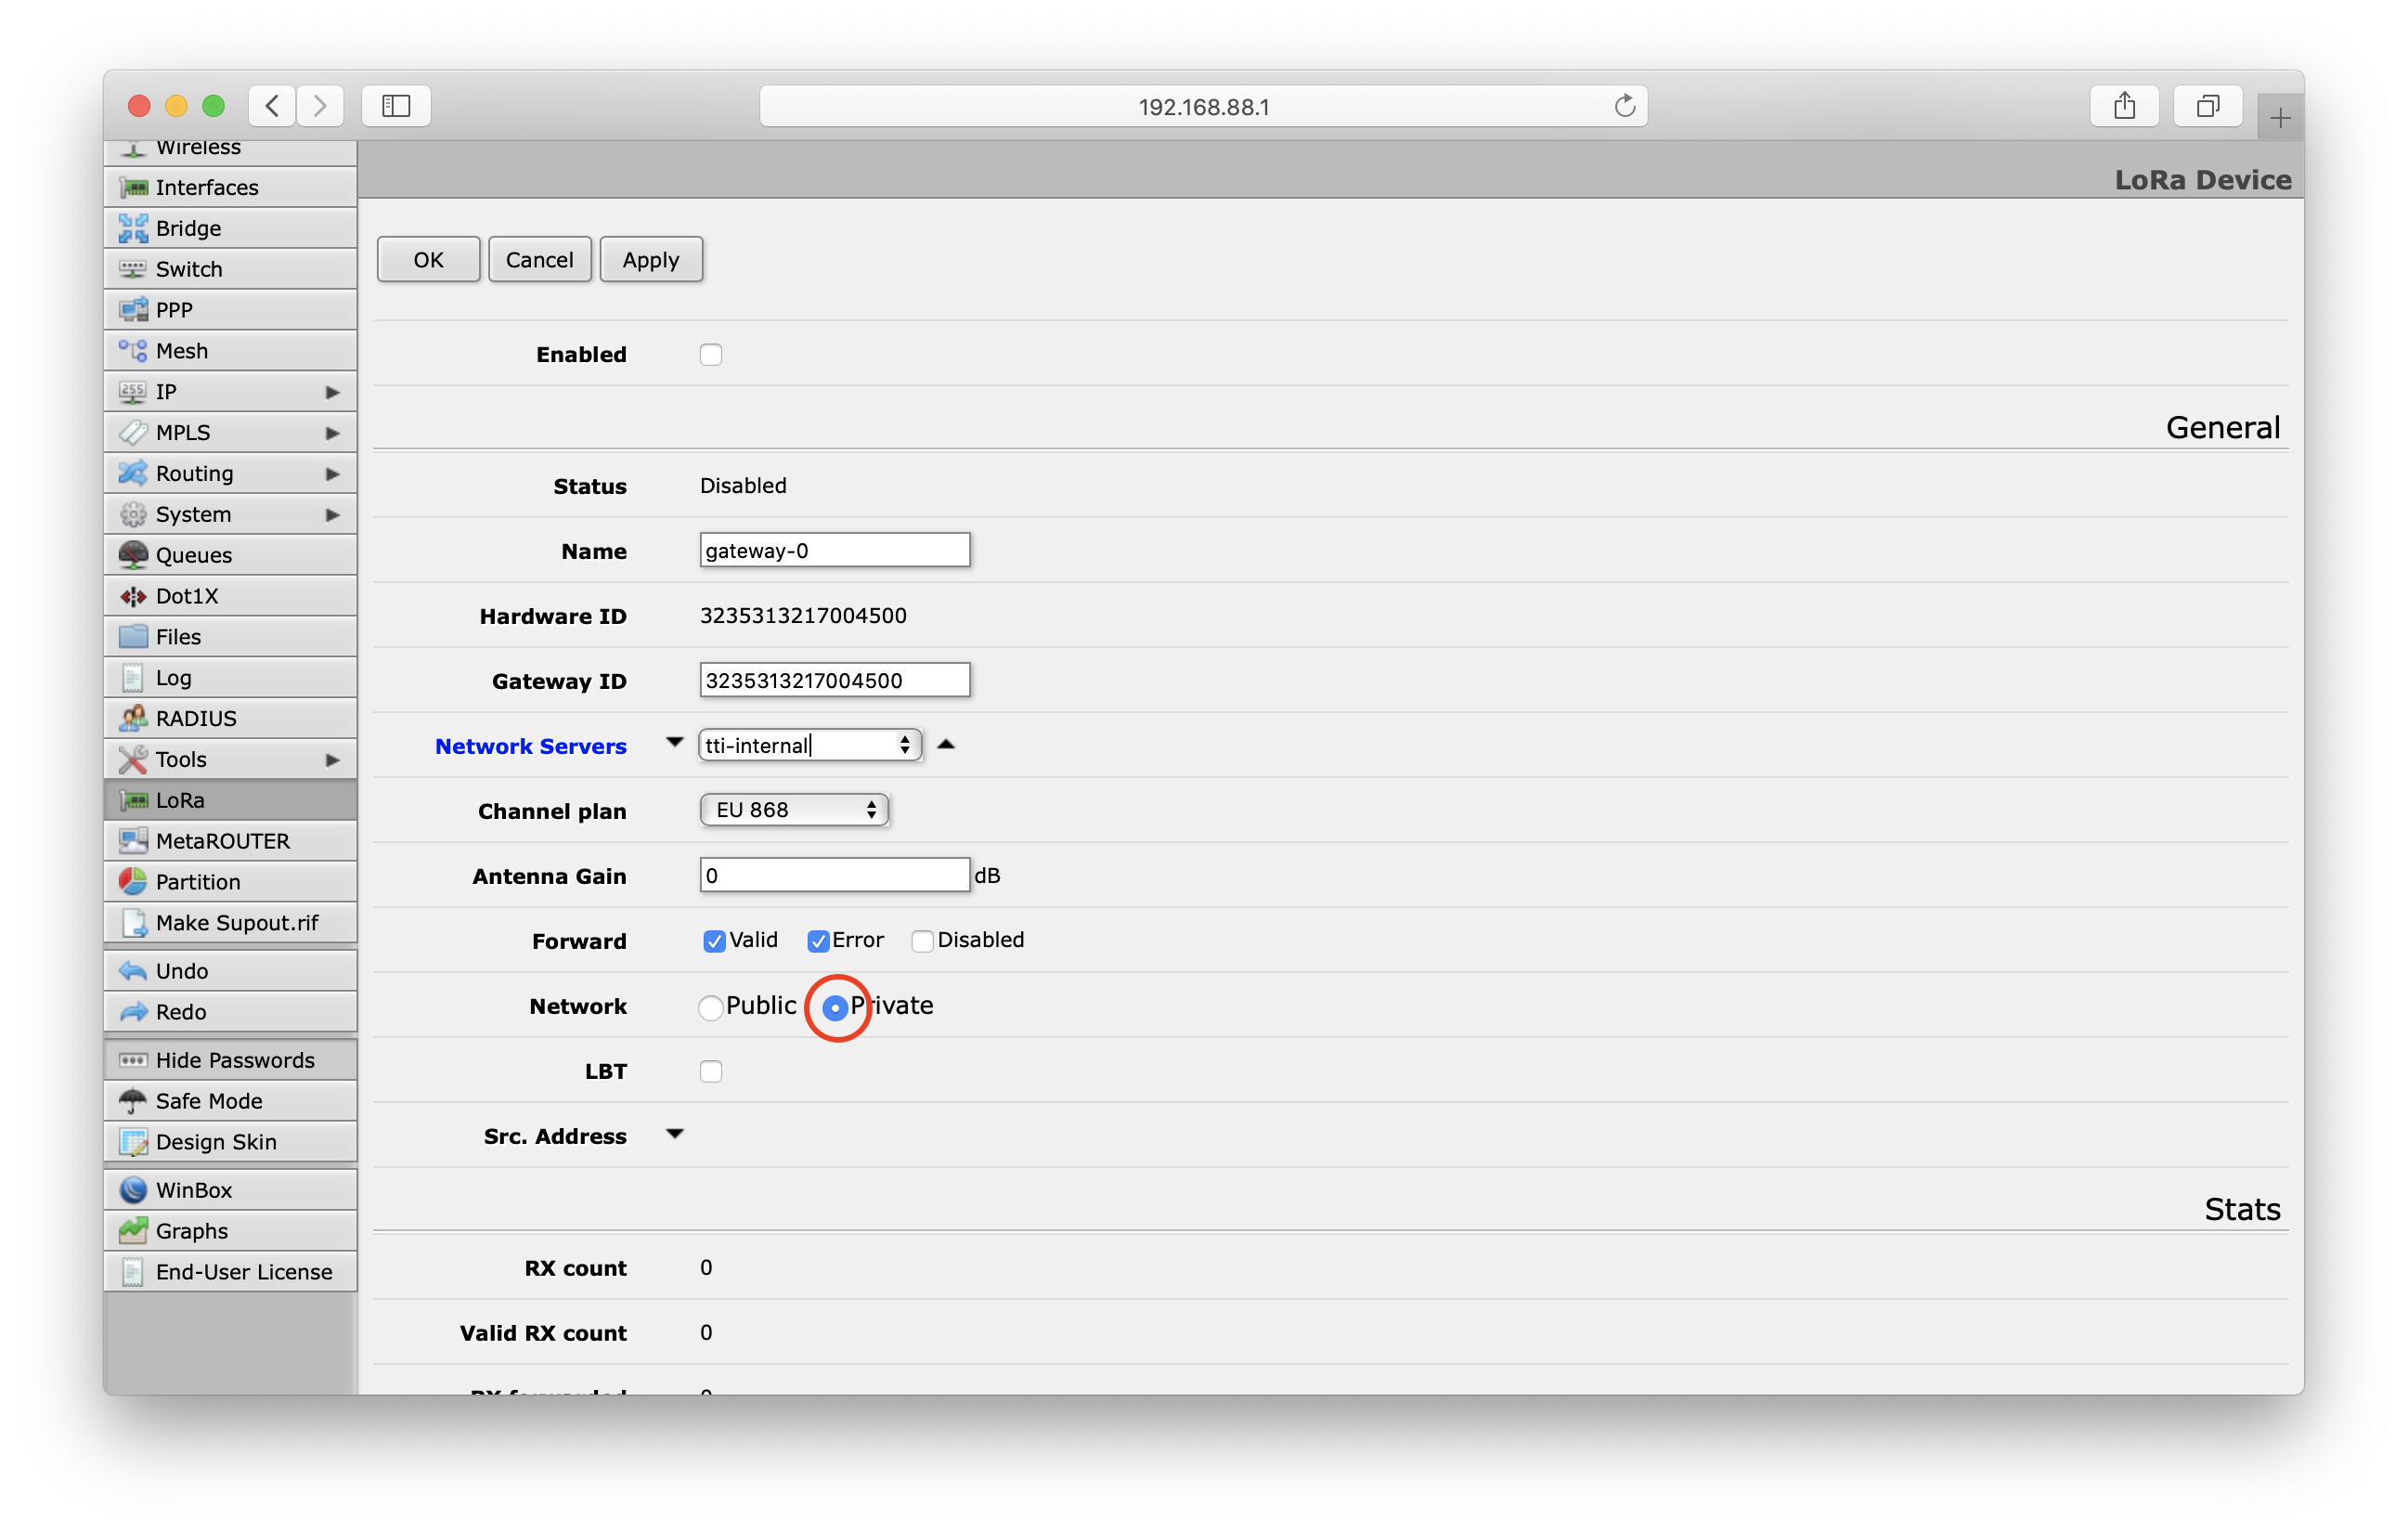 192.168.88.1
Wireless
Interfaces
Bridge
Switch
PPP
Mesh
IP
MPLS
Routing
System
Queues
Dot1X
Files
Log
RADIUS
Tools
LoRa
MetaROUTER
Partition
Make Supout.rif
Undo
Redo
Hide Passwords
Safe Mode
Design Skin
WinBox
Graphs
End-User License
LoRa Device
OK Cancel Apply
Enabled
General
Status Disabled
Name gateway-0
Hardware ID 3235313217004500
Gateway ID 3235313217004500
Network Servers tti-internal
Channel plan EU 868
Antenna Gain 0 dB
Forward Valid Error Disabled
Network Public Private
LBT
Src. Address
Stats
RX count 0
Valid RX count 0
RX forwarded 0